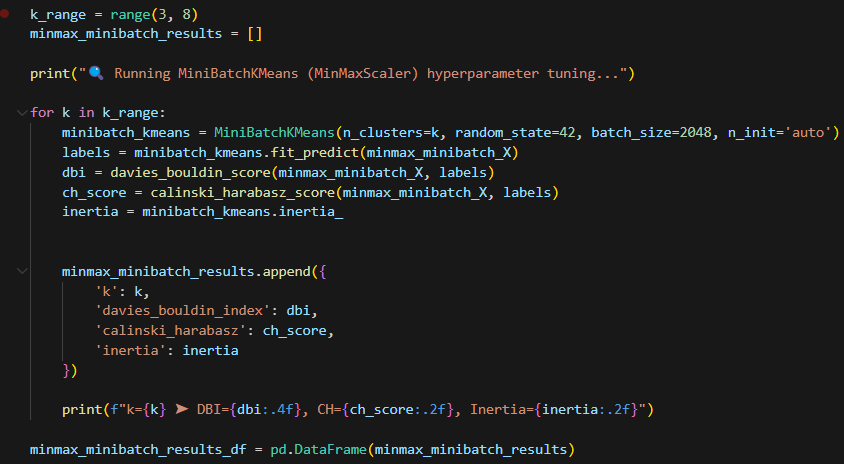 k_range = range(3, 8)
minmax_minibatch_results = []
print("🔍 Running MiniBatchKMeans (MinMaxScaler) hyperparameter tuning...")
for k in k_range:
    minibatch_kmeans = MiniBatchKMeans(n_clusters=k, random_state=42, batch_size=2048, n_init='auto')
    labels = minibatch_kmeans.fit_predict(minmax_minibatch_X)
    dbi = davies_bouldin_score(minmax_minibatch_X, labels)
    ch_score = calinski_harabasz_score(minmax_minibatch_X, labels)
    inertia = minibatch_kmeans.inertia_
    minmax_minibatch_results.append({
        'k': k,
        'davies_bouldin_index': dbi,
        'calinski_harabasz': ch_score,
        'inertia': inertia
    })
    print(f"k={k} ➤ DBI={dbi:.4f}, CH={ch_score:.2f}, Inertia={inertia:.2f}")
minmax_minibatch_results_df = pd.DataFrame(minmax_minibatch_results)